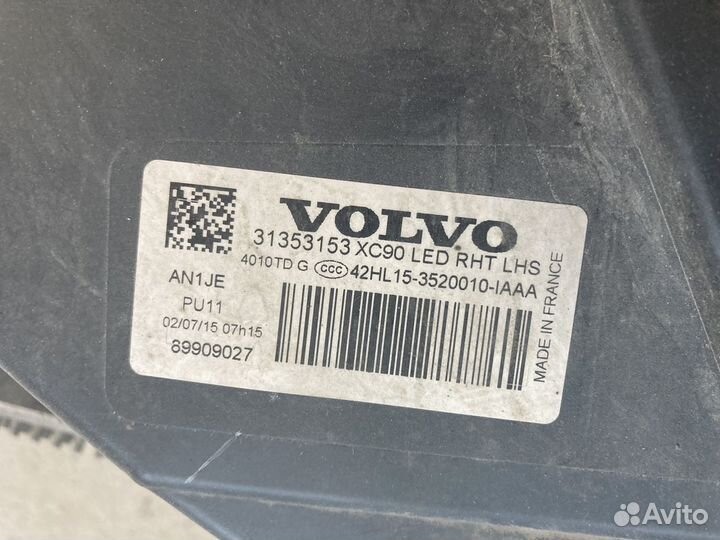 VOLVO
31353153 XC90 LED RHT LHS
4010TD G CCC 42HL15-3520010-IAAA
AN1JE
PU11
02/07/15 07h15
89909027
MADE IN FRANCE
Avito